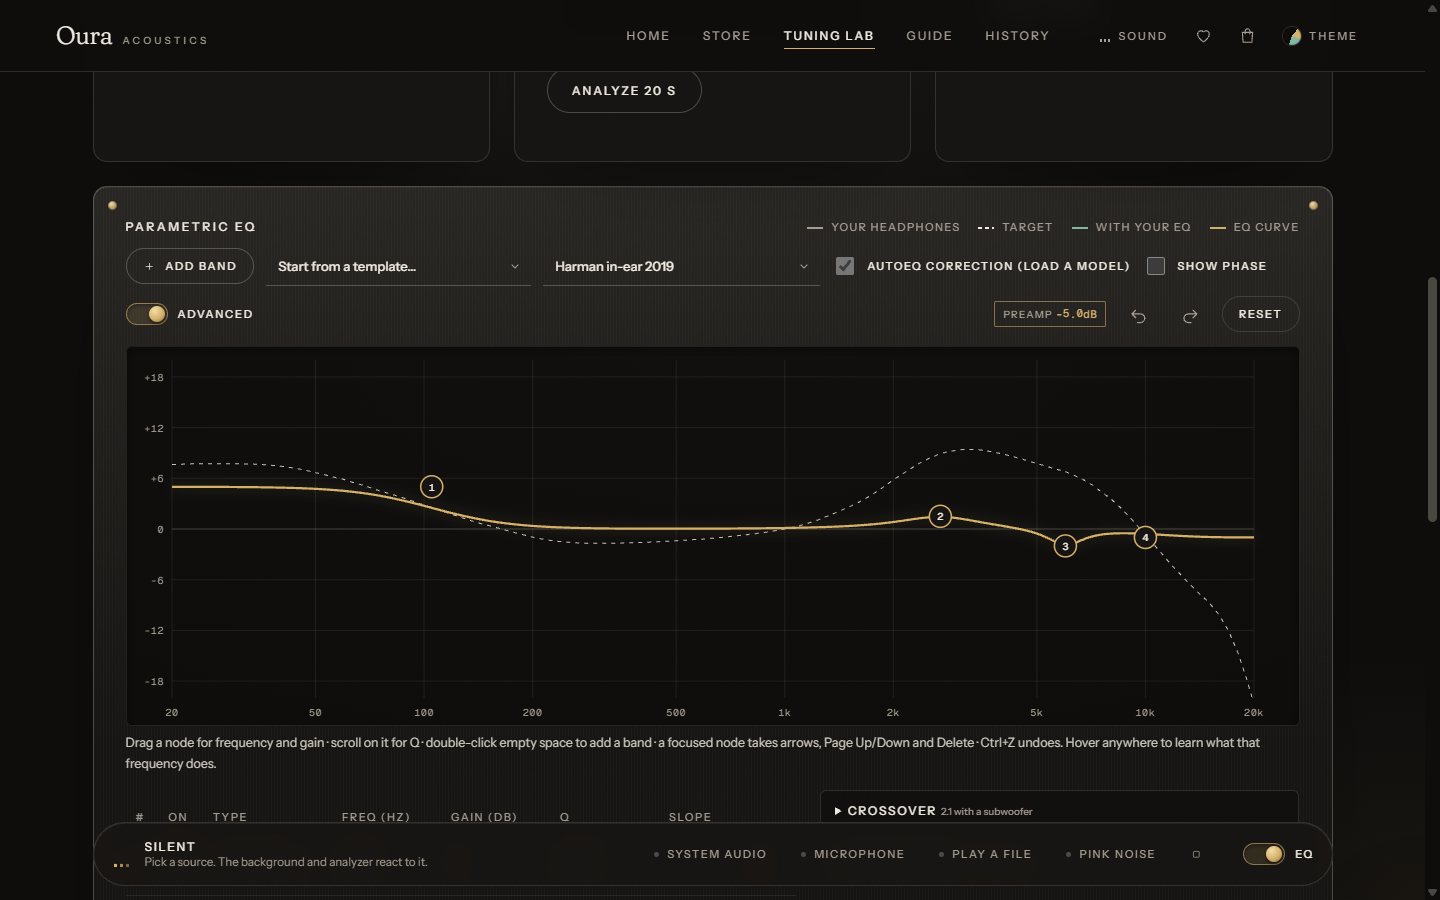 Oura ACOUSTICS
HOME STORE TUNING LAB GUIDE HISTORY SOUND THEME
ANALYZE 20 S
PARAMETRIC EQ
YOUR HEADPHONES TARGET WITH YOUR EQ EQ CURVE
+ ADD BAND Start from a template... Harman in-ear 2019 AUTOEQ CORRECTION (LOAD A MODEL) SHOW PHASE
ADVANCED PREAMP -5.0dB RESET
+18
+12
+6
1
0
2
3
4
-6
-12
-18
20 50 100 200 500 1k 2k 5k 10k 20k
Drag a node for frequency and gain · scroll on it for Q · double-click empty space to add a band · a focused node takes arrows, Page Up/Down and Delete · Ctrl+Z undoes. Hover anywhere to learn what that
frequency does.
CROSSOVER 2.1 with a subwoofer
# ON TYPE FREQ (HZ) GAIN (DB) Q SLOPE
SILENT
Pick a source. The background and analyzer react to it.
SYSTEM AUDIO MICROPHONE PLAY A FILE PINK NOISE EQ